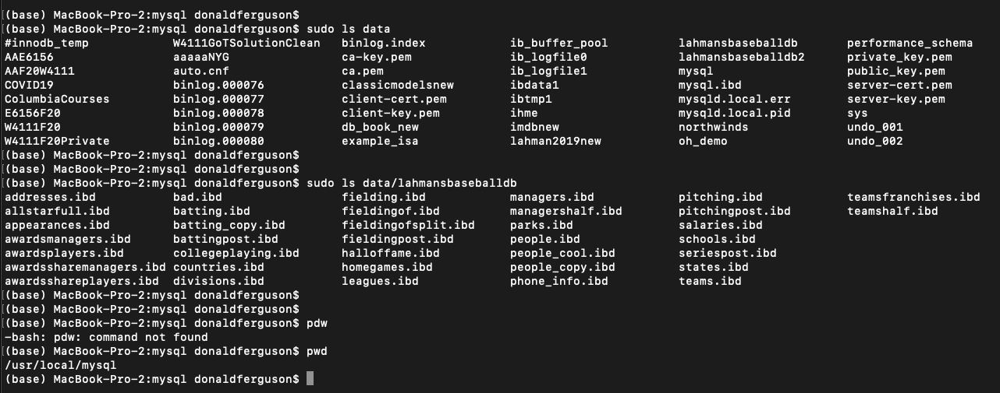 (base) MacBook-Pro-2:mysql donaldferguson$
(base) MacBook-Pro-2:mysql donaldferguson$ sudo ls data
#innodb_temp W4111GoTSolutionClean binlog.index ib_buffer_pool lahmansbaseballdb performance_schema
AAE6156 aaaaaNYG ca-key.pem ib_logfile0 lahmansbaseballdb2 private_key.pem
AAF20W4111 auto.cnf ca.pem ib_logfile1 mysql public_key.pem
COVID19 binlog.000076 classicmodelsnew ibdata1 mysql.ibd server-cert.pem
ColumbiaCourses binlog.000077 client-cert.pem ibtmp1 mysqld.local.err server-key.pem
E6156F20 binlog.000078 client-key.pem ihme mysqld.local.pid sys
W4111F20 binlog.000079 db_book_new imdbnew northwinds undo_001
W4111F20Private binlog.000080 example_isa lahman2019new oh_demo undo_002
(base) MacBook-Pro-2:mysql donaldferguson$
(base) MacBook-Pro-2:mysql donaldferguson$
(base) MacBook-Pro-2:mysql donaldferguson$ sudo ls data/lahmansbaseballdb
addresses.ibd bad.ibd fielding.ibd managers.ibd pitching.ibd teamsfranchises.ibd
allstarfull.ibd batting.ibd fieldingof.ibd managershalf.ibd pitchingpost.ibd teamshalf.ibd
appearances.ibd batting_copy.ibd fieldingofsplit.ibd parks.ibd salaries.ibd
awardsmanagers.ibd battingpost.ibd fieldingpost.ibd people.ibd schools.ibd
awardsplayers.ibd collegeplaying.ibd halloffame.ibd people_cool.ibd seriespost.ibd
awardssharemanagers.ibd countries.ibd homegames.ibd people_copy.ibd states.ibd
awardsshareplayers.ibd divisions.ibd leagues.ibd phone_info.ibd teams.ibd
(base) MacBook-Pro-2:mysql donaldferguson$
(base) MacBook-Pro-2:mysql donaldferguson$
(base) MacBook-Pro-2:mysql donaldferguson$ pdw
-bash: pdw: command not found
(base) MacBook-Pro-2:mysql donaldferguson$ pwd
/usr/local/mysql
(base) MacBook-Pro-2:mysql donaldferguson$